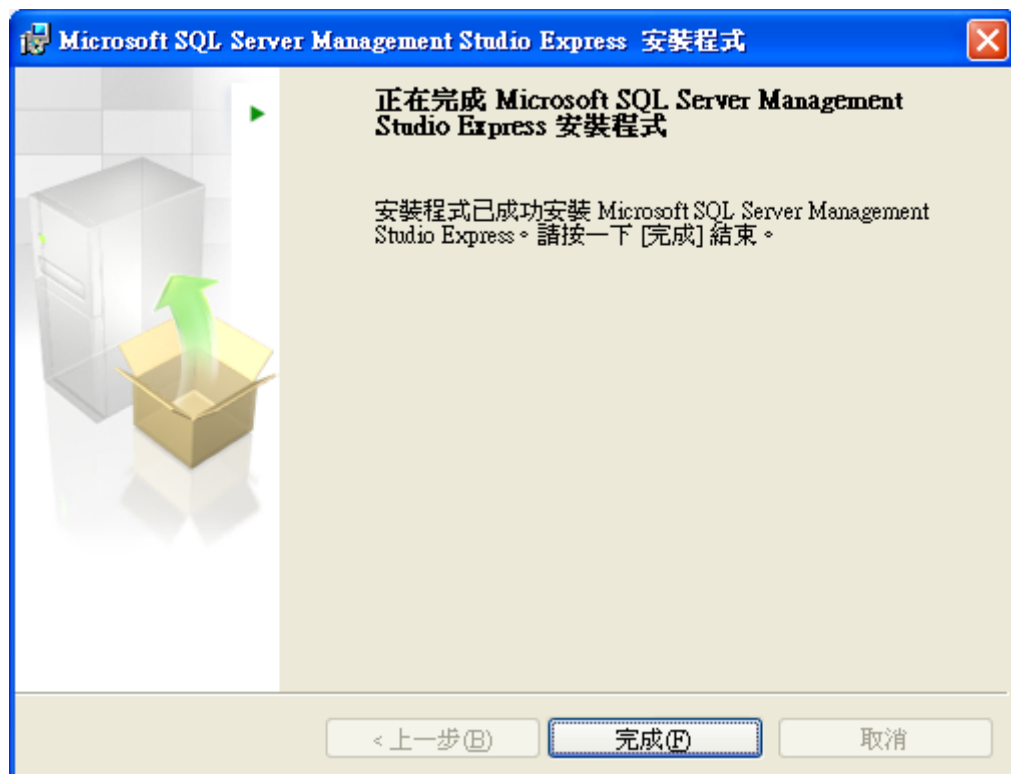 Microsoft SQL Server Management Studio Express 安裝程式
正在完成 Microsoft SQL Server Management
Studio Express 安裝程式
安裝程式已成功安裝 Microsoft SQL Server Management
Studio Express。請按一下 [完成] 結束。
< 上一步(B)
完成(F)
取消